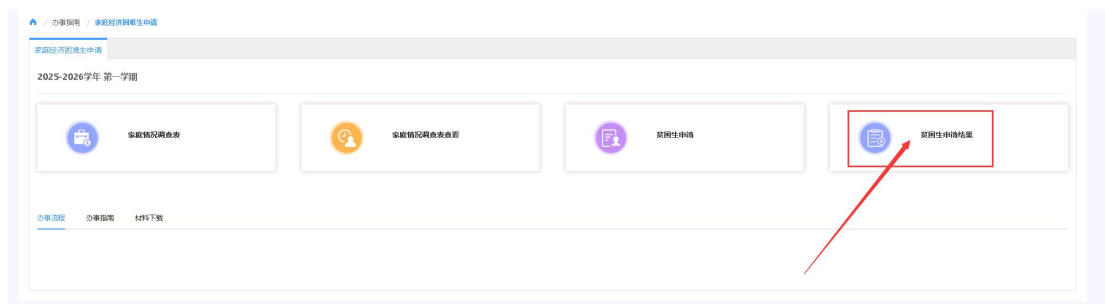 / 办事指南 / 家庭经济困难生申请
家庭经济困难生申请
2025-2026学年 第一学期
家庭情况调查表
家庭情况调查表查看
贫困生申请
贫困生申请结果
办事流程 办事指南 材料下载